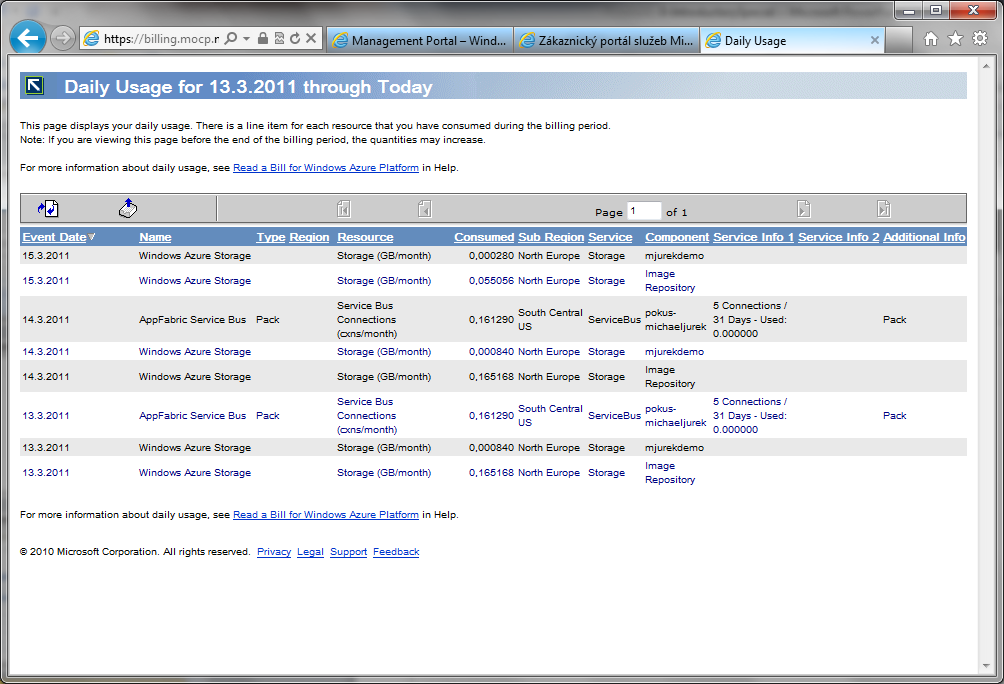 https://billing.mocp.r
Management Portal – Wind...
Zákaznický portál služeb Mi...
Daily Usage
Daily Usage for 13.3.2011 through Today
This page displays your daily usage. There is a line item for each resource that you have consumed during the billing period.
Note: If you are viewing this page before the end of the billing period, the quantities may increase.
For more information about daily usage, see Read a Bill for Windows Azure Platform in Help.
Page 1 of 1
Event Date Name Type Region Resource Consumed Sub Region Service Component Service Info 1 Service Info 2 Additional Info
15.3.2011 Windows Azure Storage Storage (GB/month) 0,000280 North Europe Storage mjurekdemo
15.3.2011 Windows Azure Storage Storage (GB/month) 0,055056 North Europe Storage Image
Repository
14.3.2011 AppFabric Service Bus Pack Service Bus
Connections
(cxns/month) 0,161290 South Central
US ServiceBus pokus-
michaeljurek 5 Connections /
31 Days - Used:
0.000000 Pack
14.3.2011 Windows Azure Storage Storage (GB/month) 0,000840 North Europe Storage mjurekdemo
14.3.2011 Windows Azure Storage Storage (GB/month) 0,165168 North Europe Storage Image
Repository
13.3.2011 AppFabric Service Bus Pack Service Bus
Connections
(cxns/month) 0,161290 South Central
US ServiceBus pokus-
michaeljurek 5 Connections /
31 Days - Used:
0.000000 Pack
13.3.2011 Windows Azure Storage Storage (GB/month) 0,000840 North Europe Storage mjurekdemo
13.3.2011 Windows Azure Storage Storage (GB/month) 0,165168 North Europe Storage Image
Repository
For more information about daily usage, see Read a Bill for Windows Azure Platform in Help.
© 2010 Microsoft Corporation. All rights reserved. Privacy Legal Support Feedback